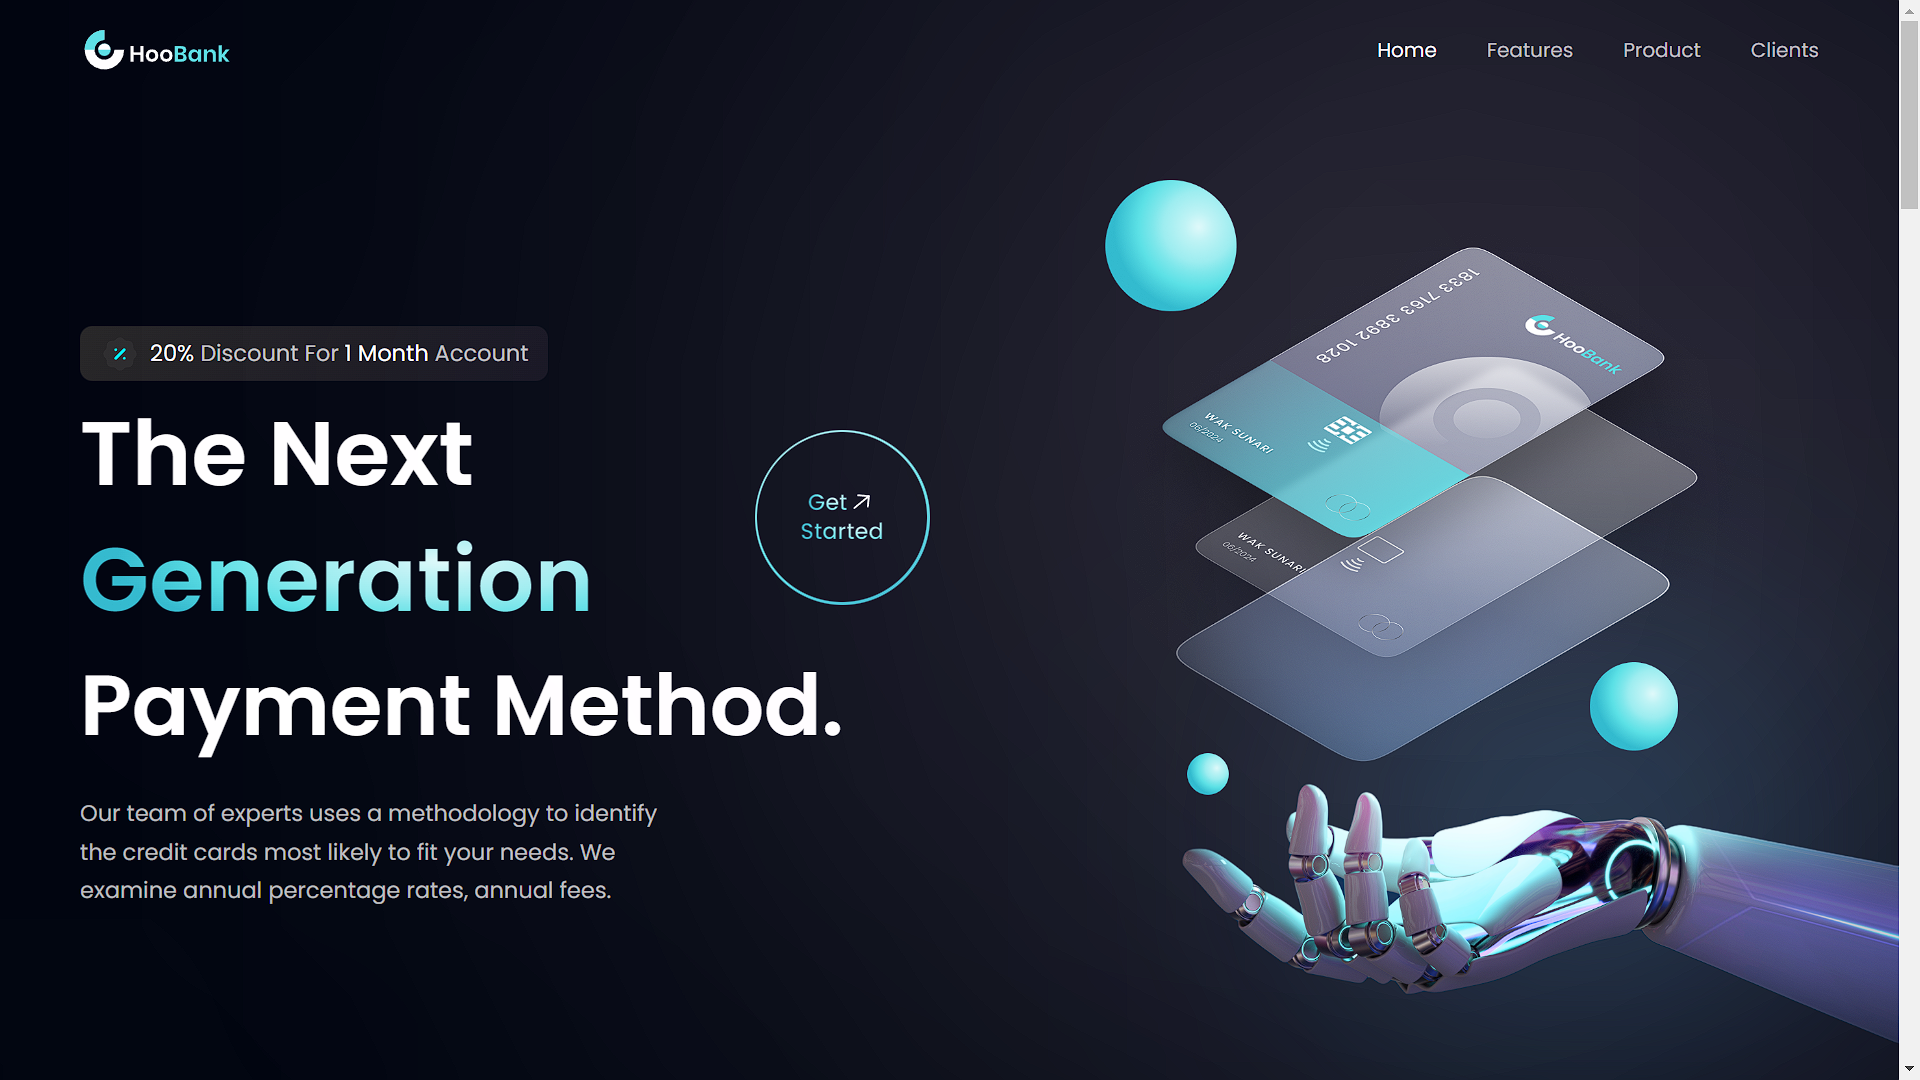 HooBank
Home
Features
Product
Clients
20% Discount For 1 Month Account
The Next
Generation
Payment Method.
Get
Started
Our team of experts uses a methodology to identify
the credit cards most likely to fit your needs. We
examine annual percentage rates, annual fees.
1833 7163 3892 1028
HooBank
WAK SUNARI
06/2024
WAK SUNARI
06/2024